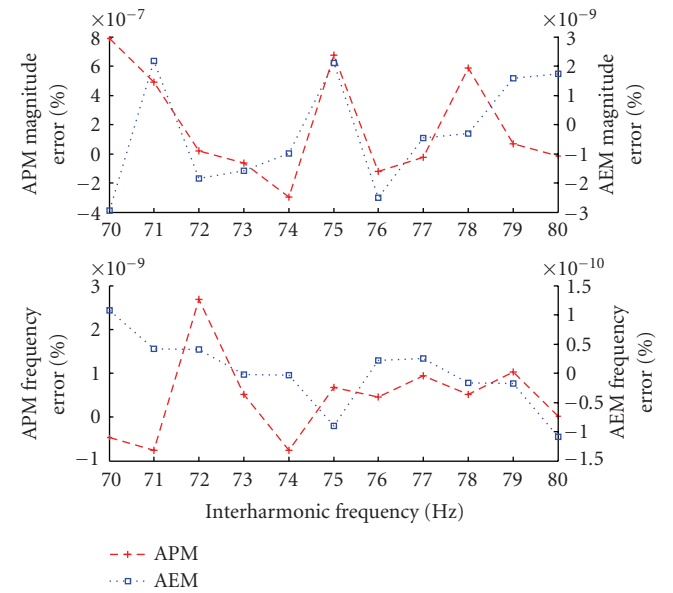 ×10⁻⁷
×10⁻⁹
8
6
4
2
0
−2
−4
APM magnitude
error (%)
3
2
1
0
−1
−2
−3
AEM magnitude
error (%)
70 71 72 73 74 75 76 77 78 79 80
×10⁻⁹
×10⁻¹⁰
3
2
1
0
−1
APM frequency
error (%)
1.5
1
0.5
0
−0.5
−1
−1.5
AEM frequency
error (%)
70 71 72 73 74 75 76 77 78 79 80
Interharmonic frequency (Hz)
APM
AEM